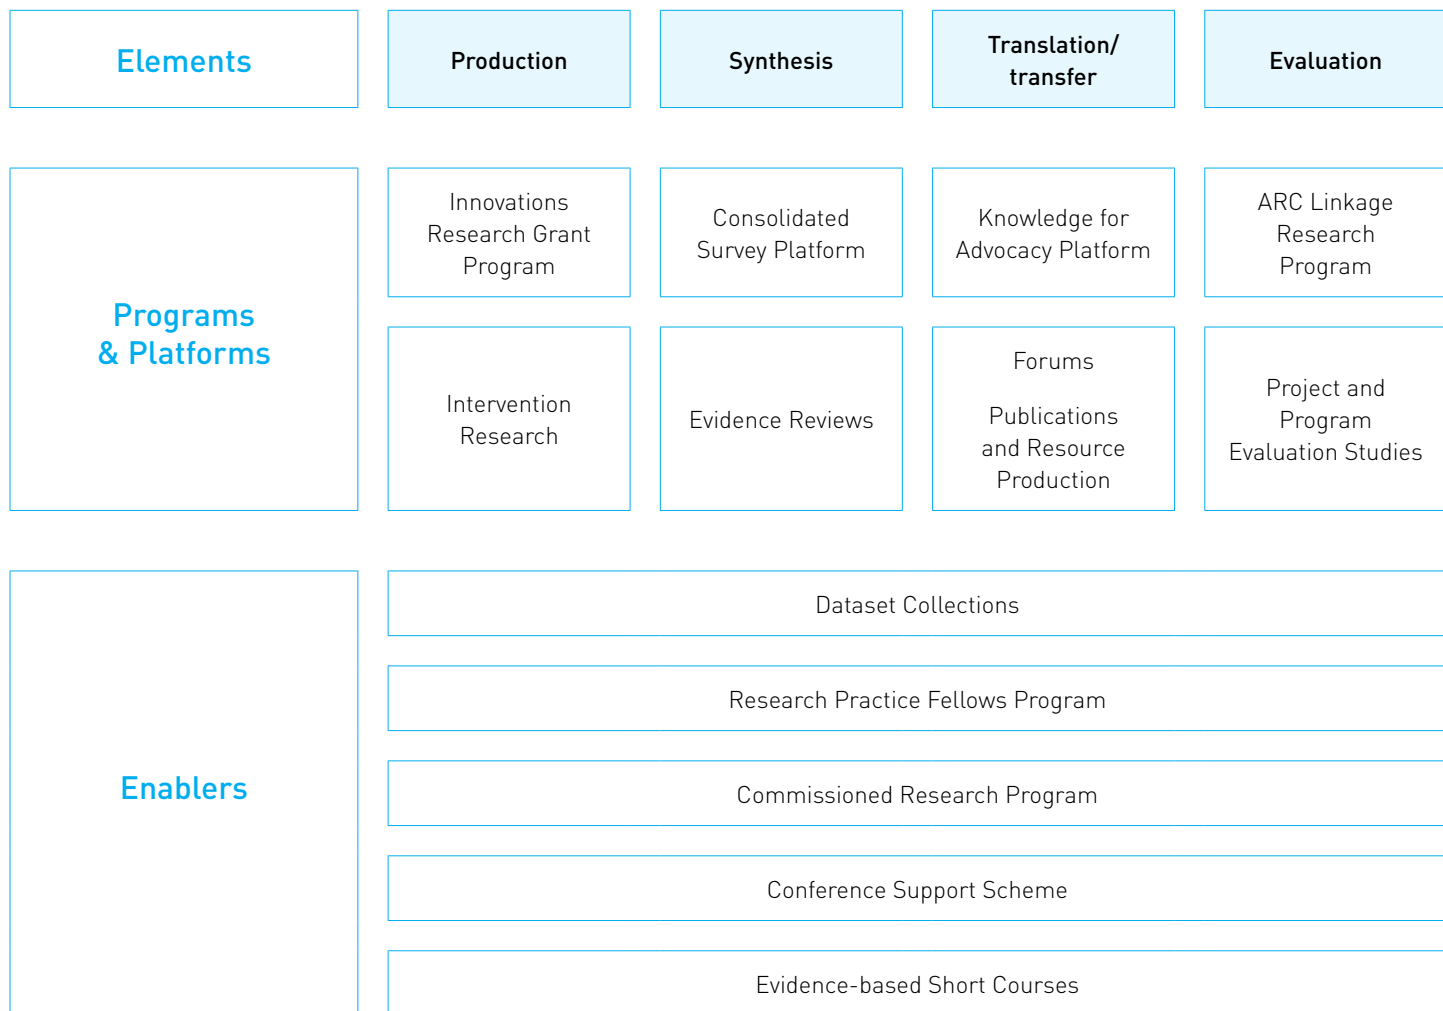 Elements
Production
Synthesis
Translation/
transfer
Evaluation
Programs
& Platforms
Innovations
Research Grant
Program
Consolidated
Survey Platform
Knowledge for
Advocacy Platform
ARC Linkage
Research
Program
Intervention
Research
Evidence Reviews
Forums
Publications
and Resource
Production
Project and
Program
Evaluation Studies
Enablers
Dataset Collections
Research Practice Fellows Program
Commissioned Research Program
Conference Support Scheme
Evidence-based Short Courses